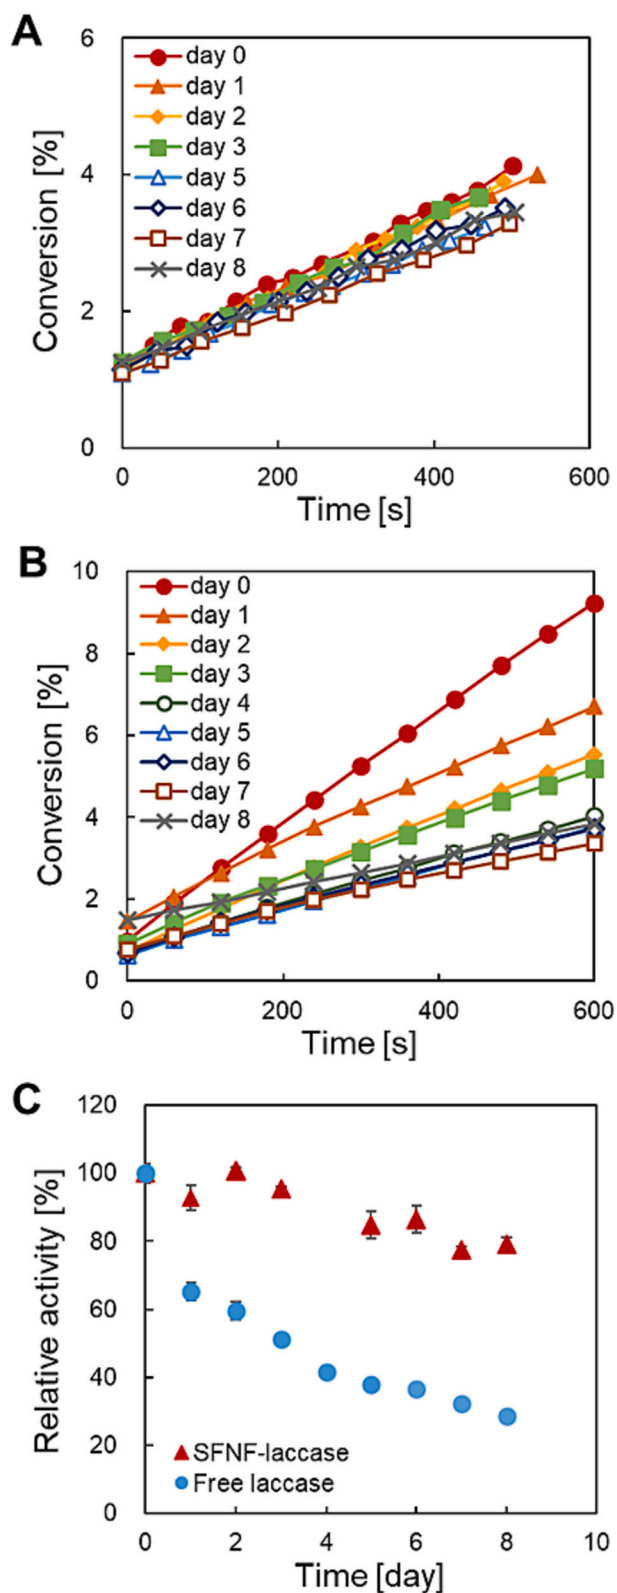 A
Conversion [%]
6
4
2
0
day 0
day 1
day 2
day 3
day 5
day 6
day 7
day 8
0 200 400 600
Time [s]
B
Conversion [%]
10
8
6
4
2
0
day 0
day 1
day 2
day 3
day 4
day 5
day 6
day 7
day 8
0 200 400 600
Time [s]
C
Relative activity [%]
120
100
80
60
40
20
0
SFNF-laccase
Free laccase
0 2 4 6 8 10
Time [day]